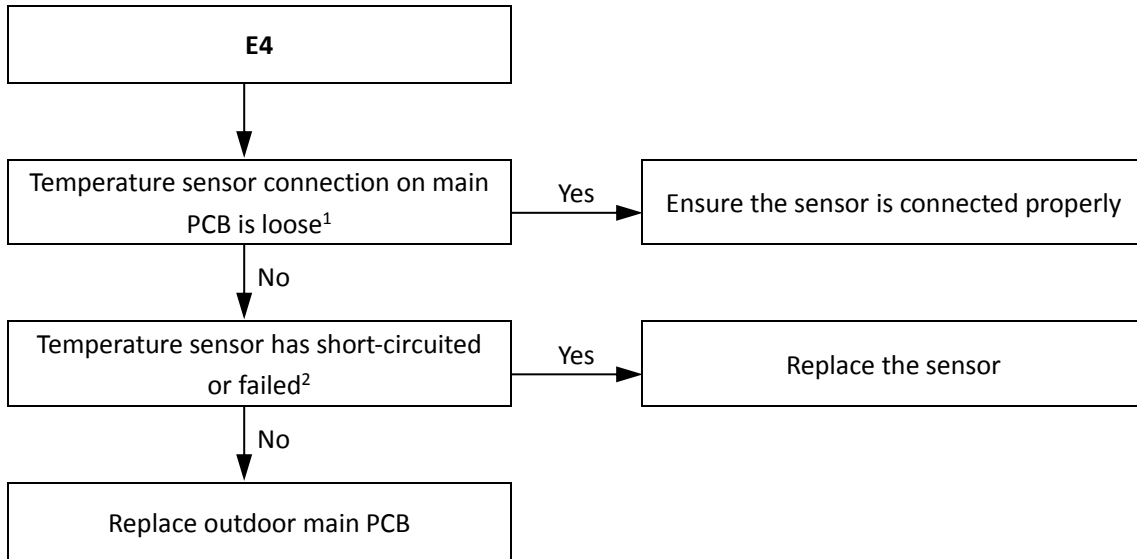 E4
Temperature sensor connection on main
PCB is loose¹
Yes
Ensure the sensor is connected properly
No
Temperature sensor has short-circuited
or failed²
Yes
Replace the sensor
No
Replace outdoor main PCB